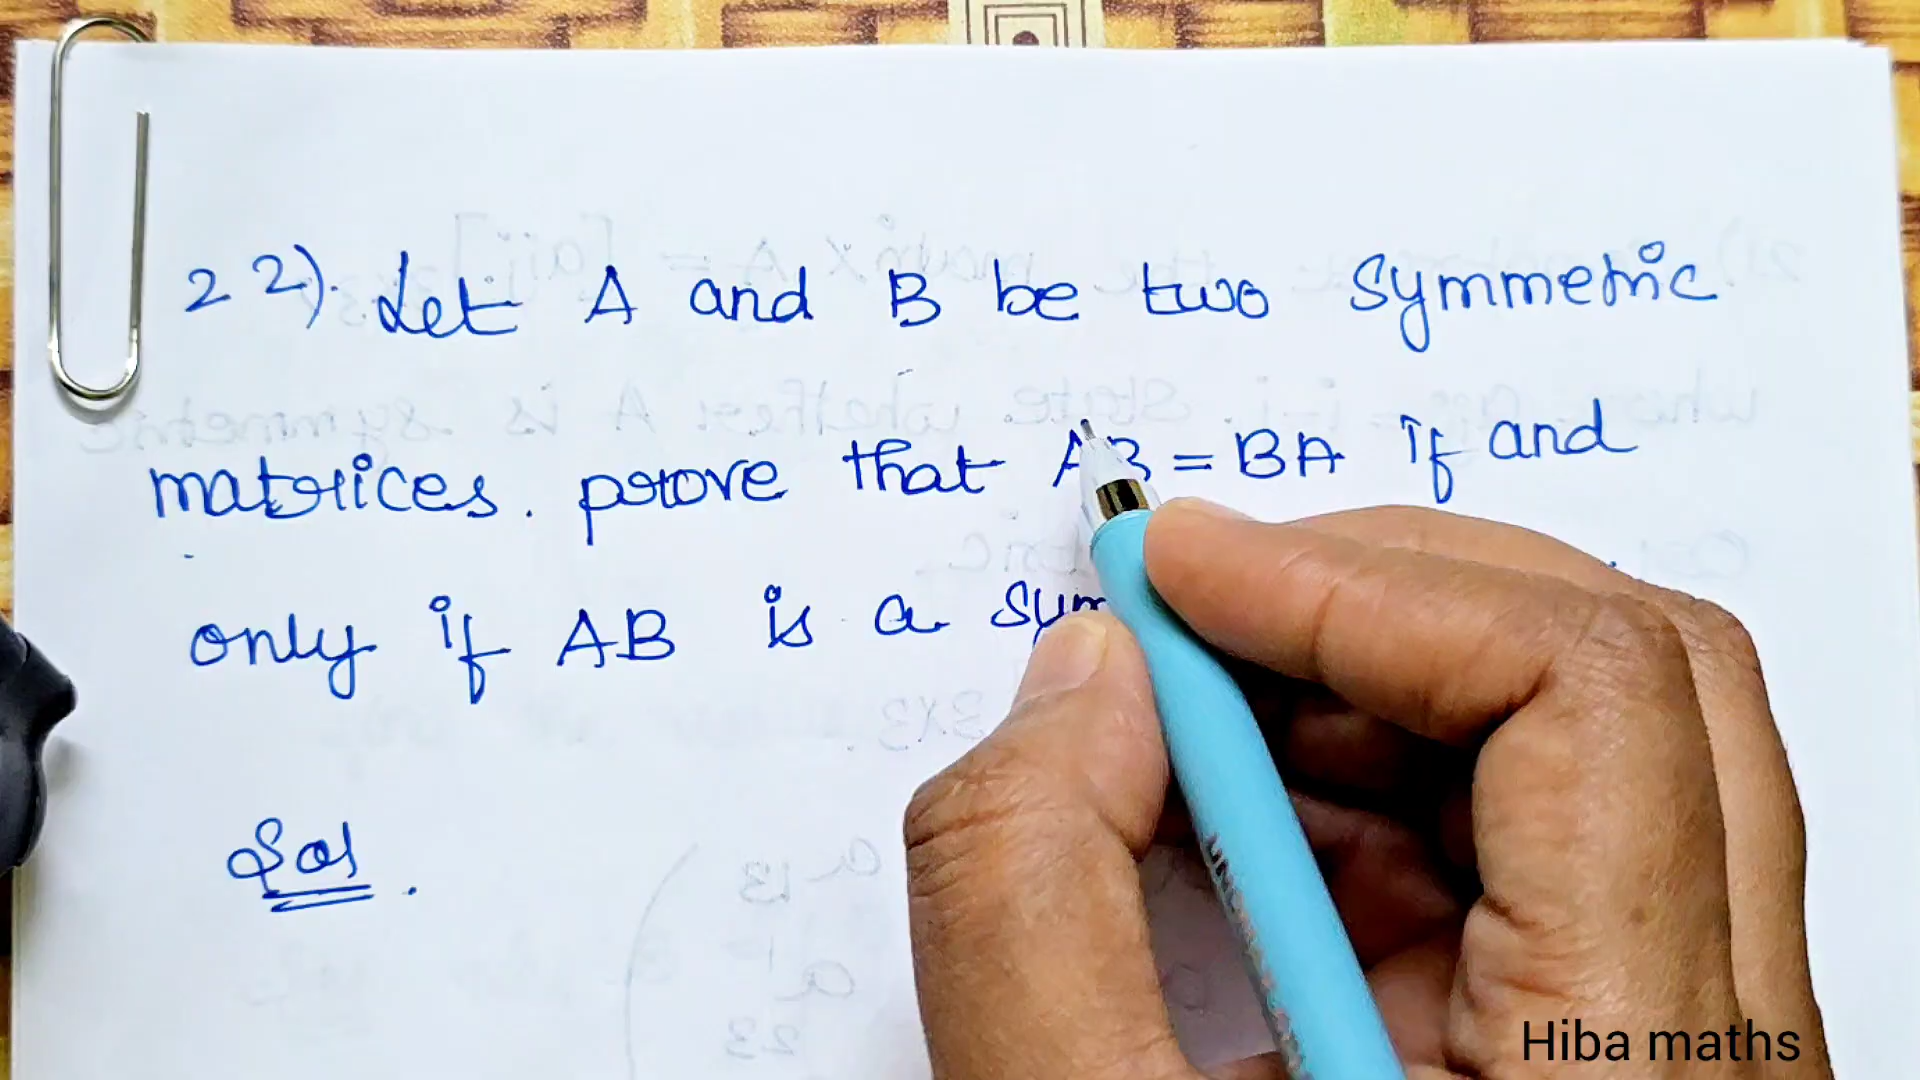 22). Let A and B be two symmetric
matrices. prove that AB = BA if and
only if AB is a sym
Sol.
Hiba maths